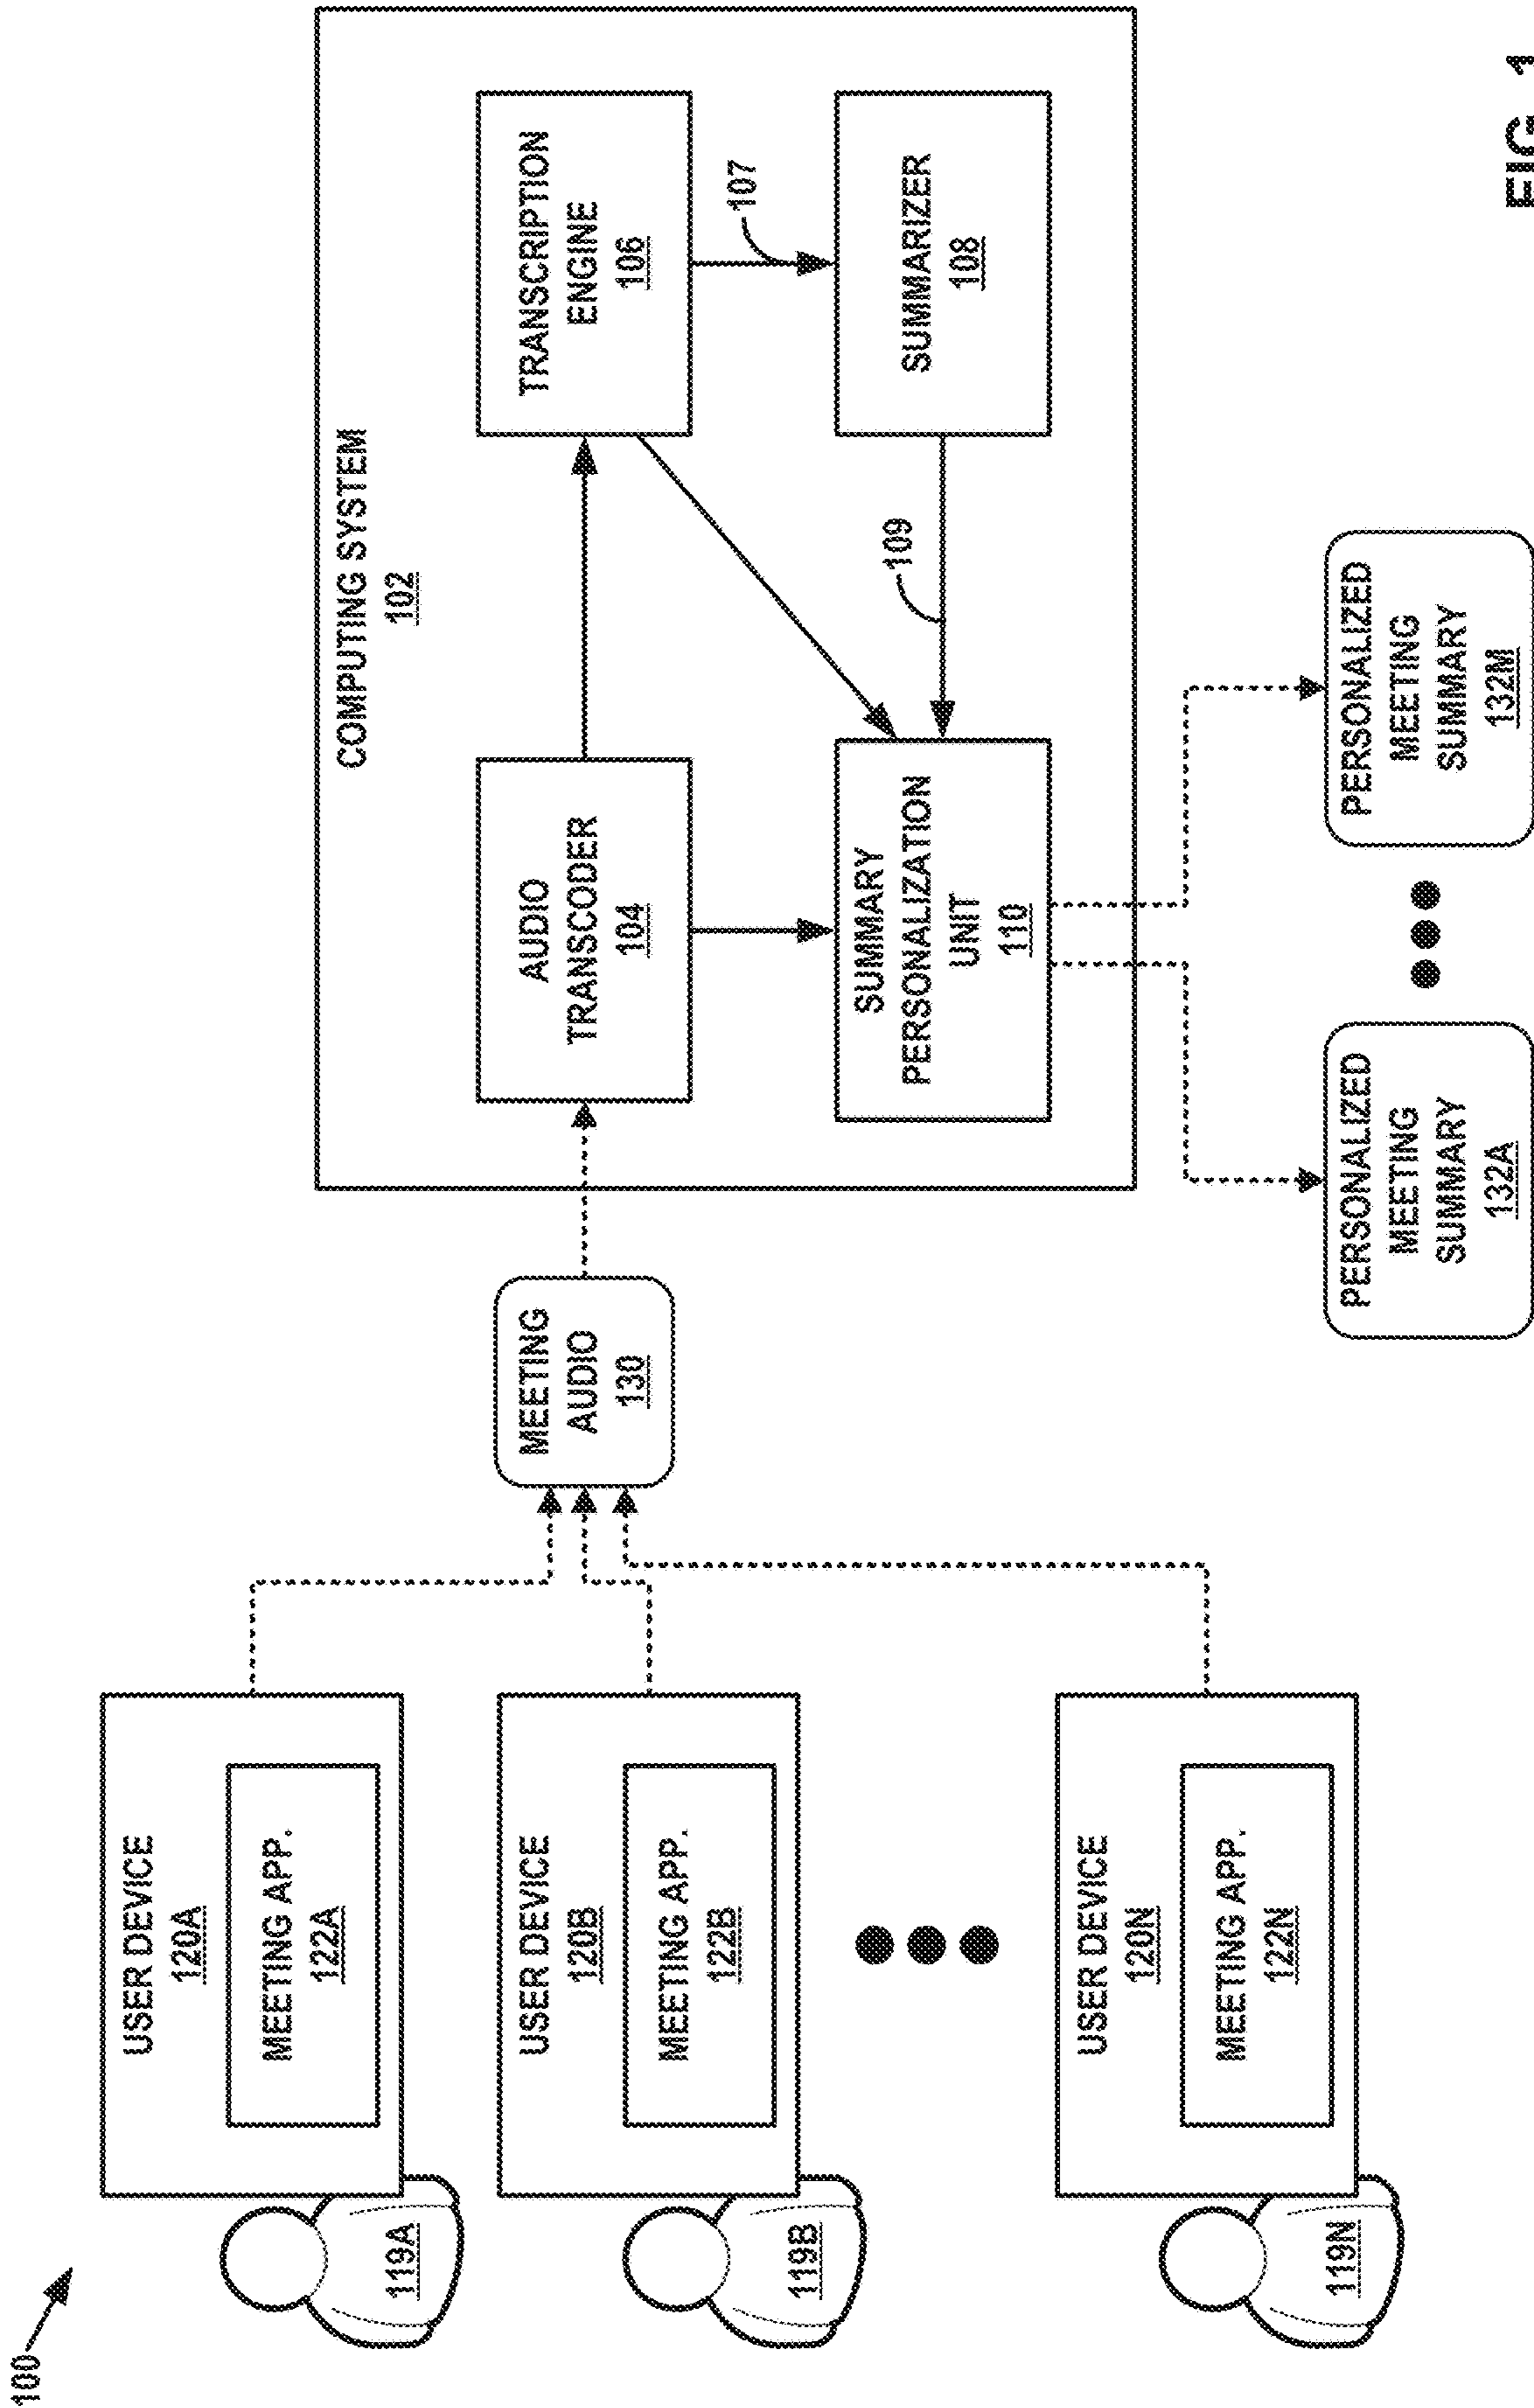 100
119A
USER DEVICE
120A
MEETING APP.
122A
119B
USER DEVICE
120B
MEETING APP.
122B
119N
USER DEVICE
120N
MEETING APP.
122N
MEETING
AUDIO
130
COMPUTING SYSTEM
102
AUDIO
TRANSCODER
104
TRANSCRIPTION
ENGINE
106
107
SUMMARY
PERSONALIZATION
UNIT
110
109
SUMMARIZER
108
PERSONALIZED
MEETING
SUMMARY
132A
PERSONALIZED
MEETING
SUMMARY
132M
FIG. 1